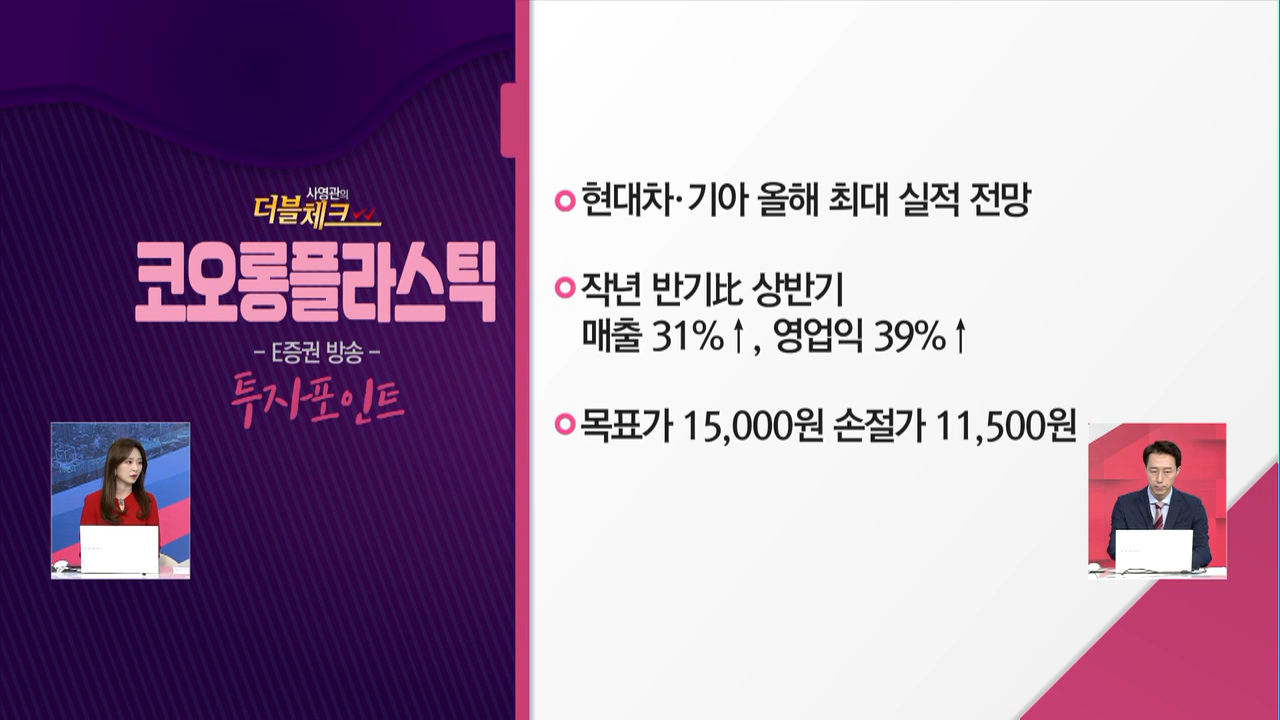 사영관의
더블체크
코오롱플라스틱
- E증권 방송 -
투자포인트
현대차·기아 올해 최대 실적 전망
작년 반기比 상반기
매출 31%↑, 영업익 39%↑
목표가 15,000원 손절가 11,500원